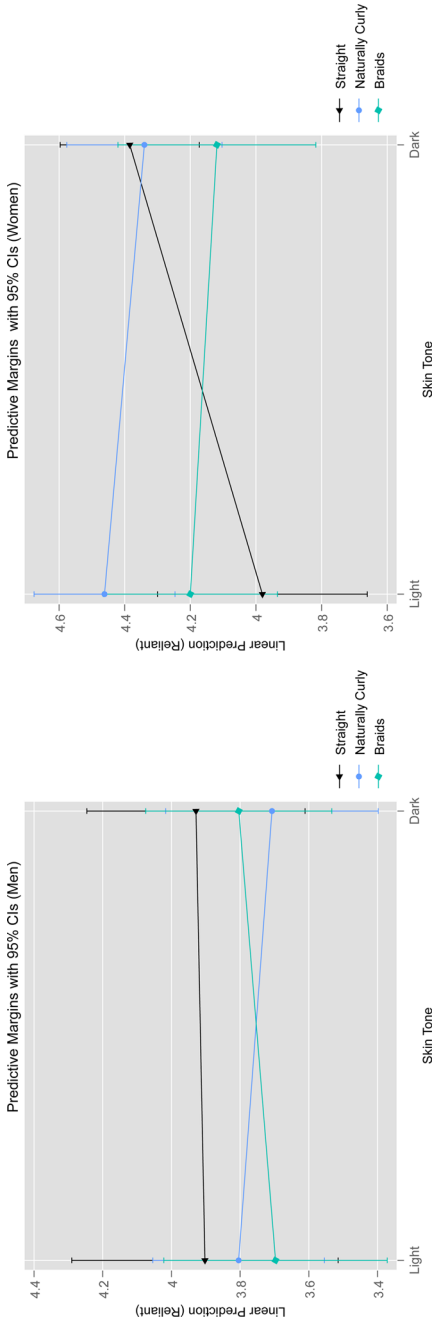 Predictive Margins with 95% CIs (Men)
Linear Prediction (Reliant)
4.4
4.2
4
3.8
3.6
3.4
Light
Dark
Skin Tone
Straight
Naturally Curly
Braids
Predictive Margins with 95% CIs (Women)
Linear Prediction (Reliant)
4.6
4.4
4.2
4
3.8
3.6
Light
Dark
Skin Tone
Straight
Naturally Curly
Braids